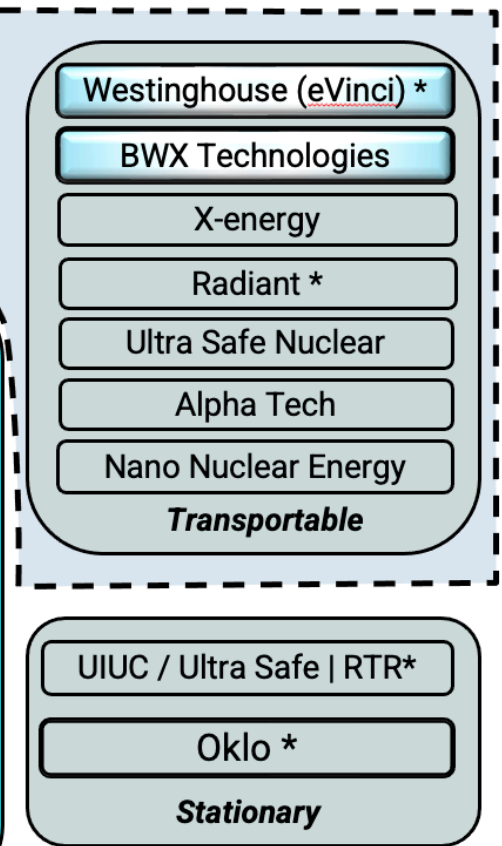 Westinghouse (eVinci) *
BWX Technologies
X-energy
Radiant *
Ultra Safe Nuclear
Alpha Tech
Nano Nuclear Energy
Transportable
UIUC / Ultra Safe | RTR*
Oklo *
Stationary